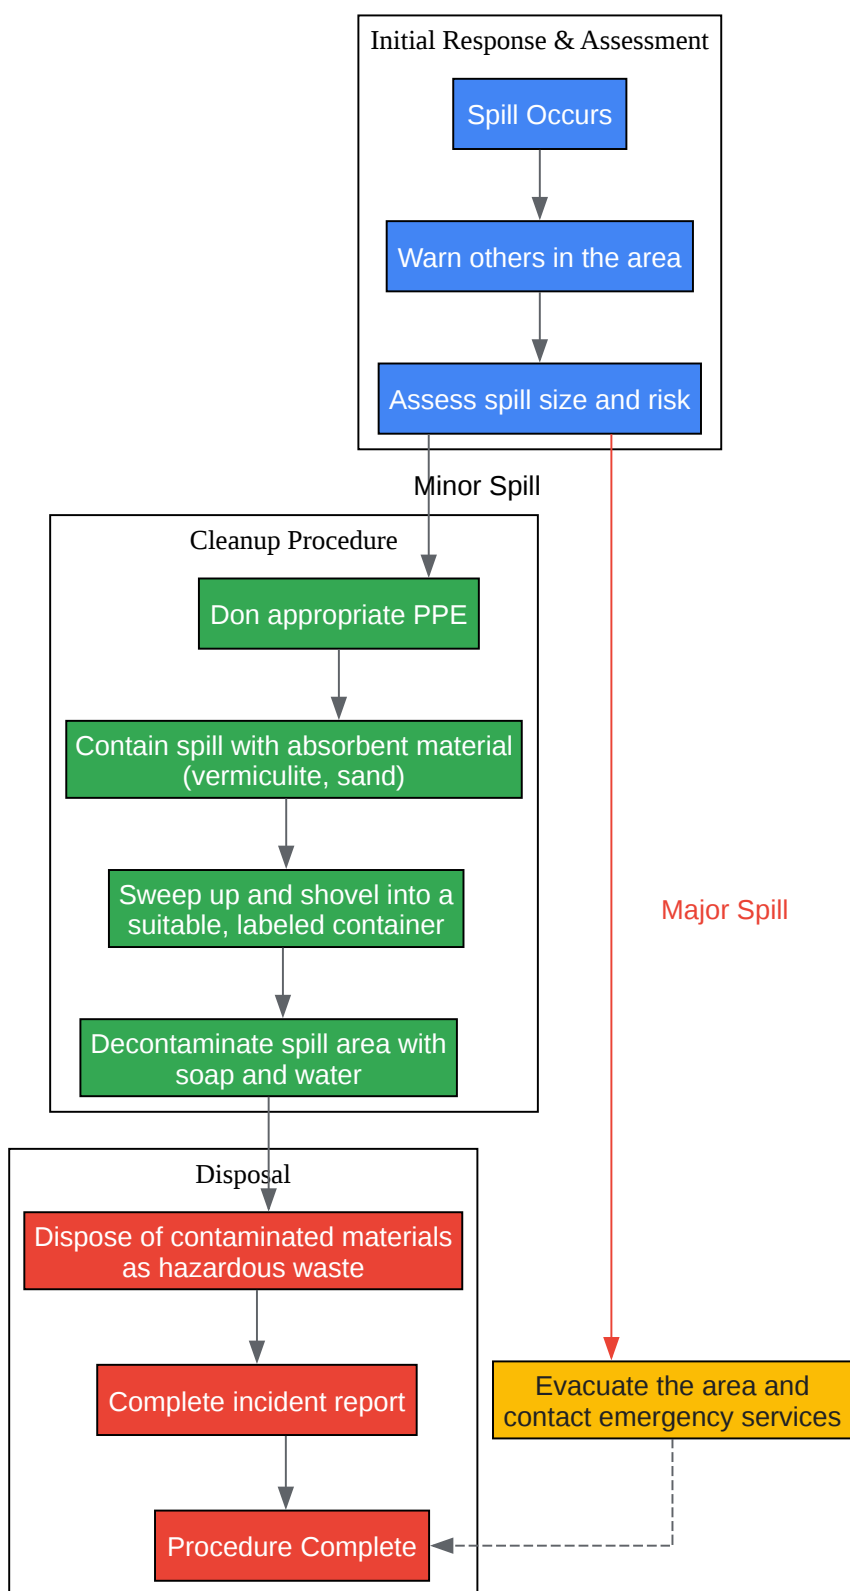 Initial Response & Assessment
Spill Occurs
Warn others in the area
Assess spill size and risk
Minor Spill
Cleanup Procedure
Don appropriate PPE
Contain spill with absorbent material
(vermiculite, sand)
Sweep up and shovel into a
suitable, labeled container
Major Spill
Decontaminate spill area with
soap and water
Disposal
Dispose of contaminated materials
as hazardous waste
Evacuate the area and
contact emergency services
Complete incident report
Procedure Complete